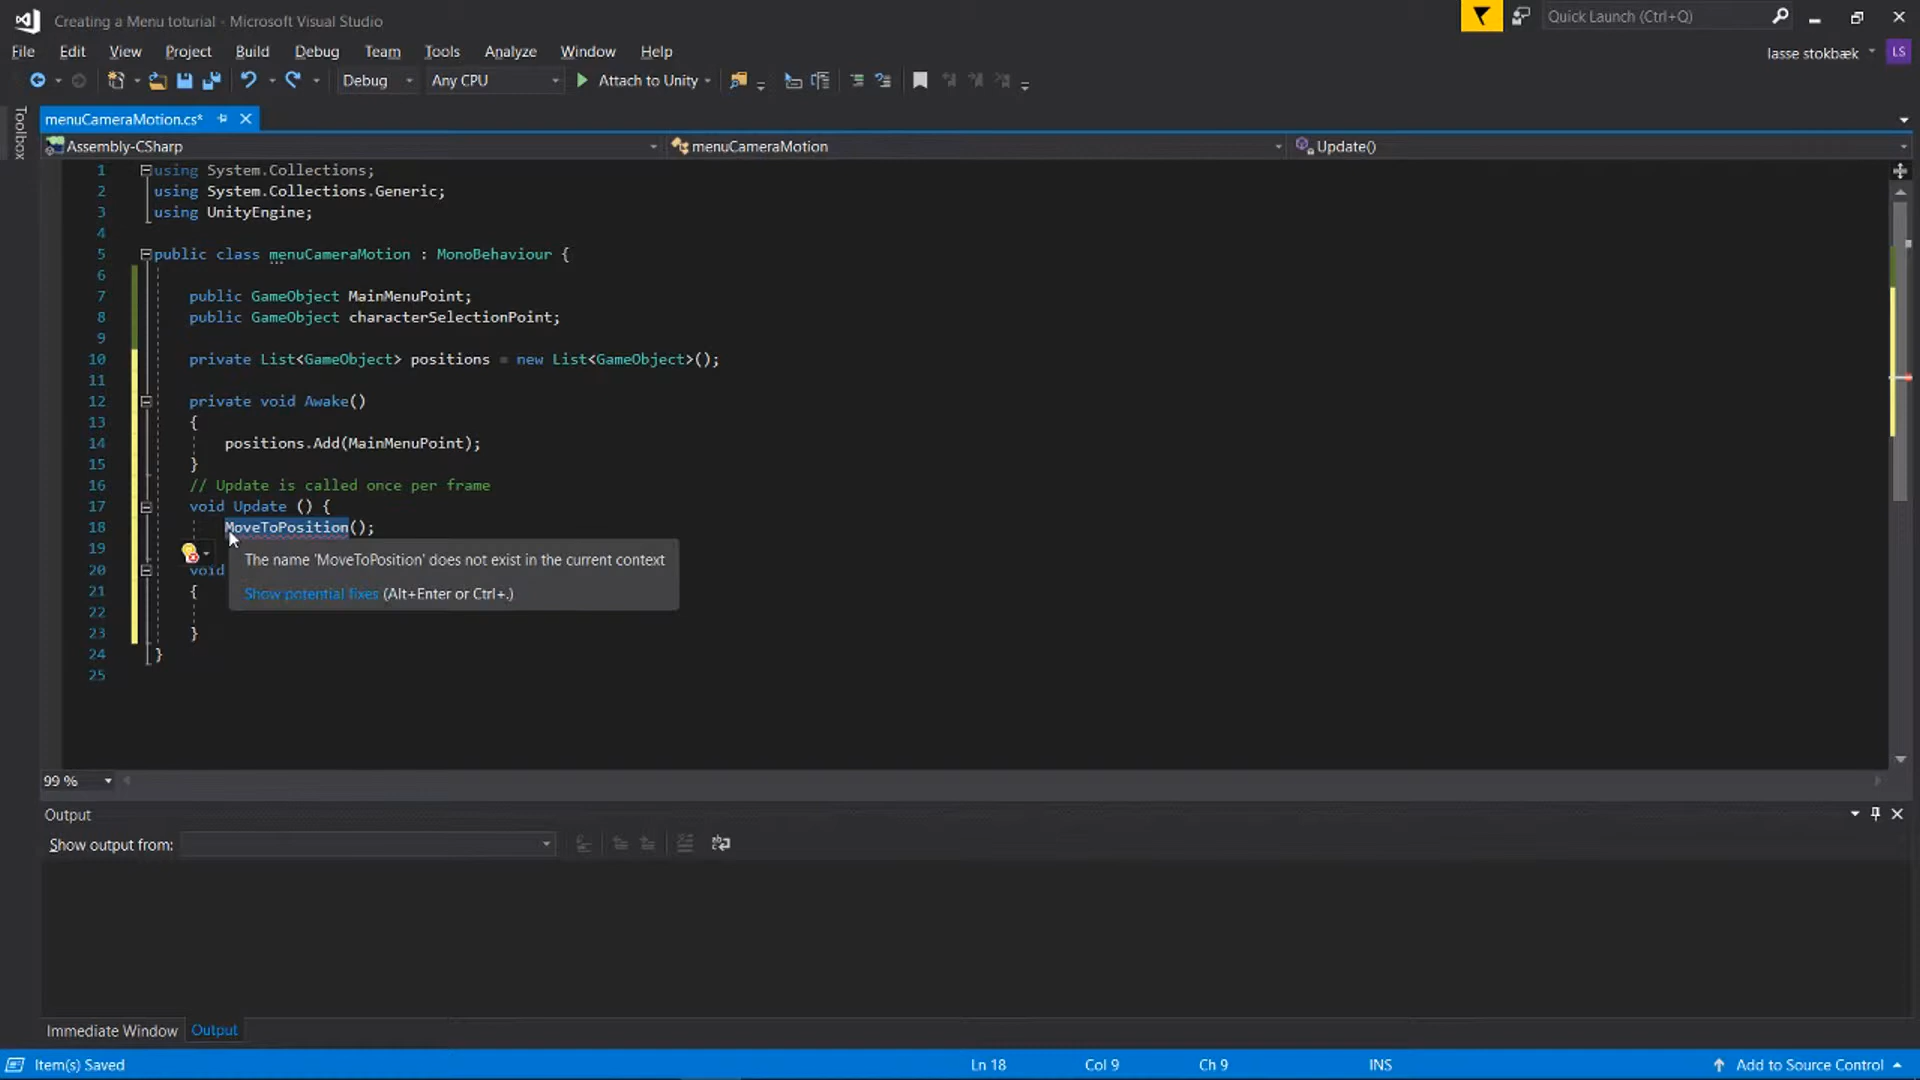 Creating a Menu toturial - Microsoft Visual Studio
Quick Launch (Ctrl+Q)
File Edit View Project Build Debug Team Tools Analyze Window Help
lasse stokbæk LS
Debug Any CPU Attach to Unity
Toolbox
menuCameraMotion.cs*
Assembly-CSharp menuCameraMotion Update()
1 using System.Collections;
2 using System.Collections.Generic;
3 using UnityEngine;
4
5 public class menuCameraMotion : MonoBehaviour {
6
7 public GameObject MainMenuPoint;
8 public GameObject characterSelectionPoint;
9
10 private List<GameObject> positions = new List<GameObject>();
11
12 private void Awake()
13 {
14 positions.Add(MainMenuPoint);
15 }
16 // Update is called once per frame
17 void Update () {
18 MoveToPosition();
19
The name 'MoveToPosition' does not exist in the current context
20 void
21 {
Show potential fixes (Alt+Enter or Ctrl+.)
22
23 }
24 }
25
99 %
Output
Show output from:
Immediate Window Output
Item(s) Saved Ln 18 Col 9 Ch 9 INS Add to Source Control